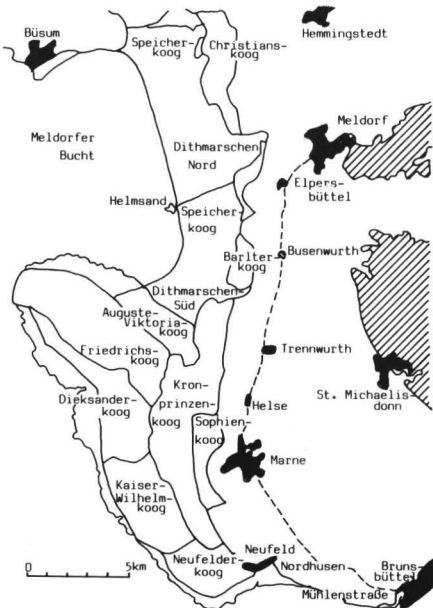 Hemmingstedt
Büsum
Speicher-
koog
Christians-
koog
Meldorf
Meldorfer
Bucht
Dithmarschen
Nord
Elpers-
büttel
Helmsand
Speicher-
koog
Busenwurth
Barlter-
koog
Dithmarschen-
Süd
Auguste-
Viktoria-
koog
Friedrichs-
koog
Trennwurth
Kron-
prinzen-
koog
St. Michaelis-
donn
Dieksander-
koog
Helse
Sophien-
koog
Marne
Kaiser-
Wilhelm-
koog
Neufeld
Neufelder-
koog
Nordhusen
Bruns-
büttel
Mühlenstraße
0 5km